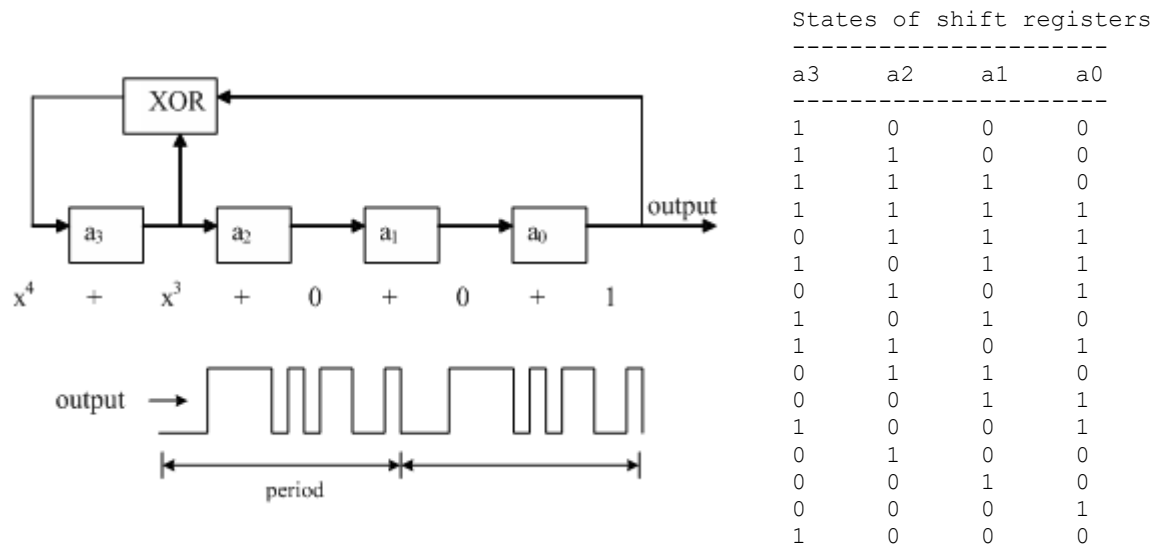 XOR
output
a₃ a₂ a₁ a₀
x⁴ + x³ + 0 + 0 + 1
output
period
States of shift registers
----------------------
a3 a2 a1 a0
----------------------
1 0 0 0
1 1 0 0
1 1 1 0
1 1 1 1
0 1 1 1
1 0 1 1
0 1 0 1
1 0 1 0
1 1 0 1
0 1 1 0
0 0 1 1
1 0 0 1
0 1 0 0
0 0 1 0
0 0 0 1
1 0 0 0